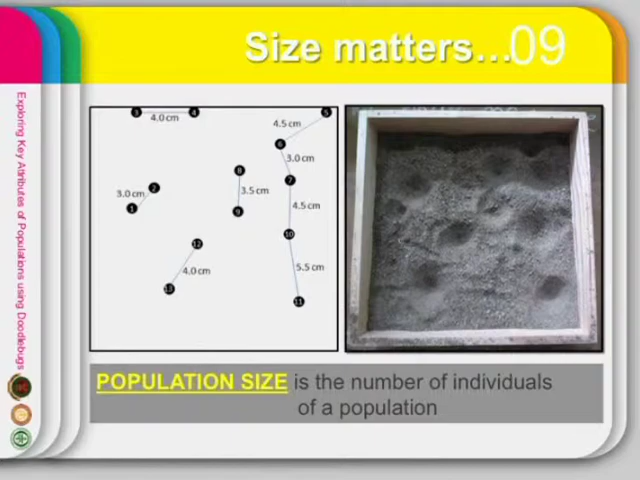 Size matters...09
Exploring Key Attributes of Populations using Doodlebugs
3 4 5
4.0 cm
4.5 cm
6
3.0 cm
8 7
2
3.0 cm
3.5 cm
1 9
4.5 cm
10
12
4.0 cm
5.5 cm
13
11
POPULATION SIZE is the number of individuals
of a population